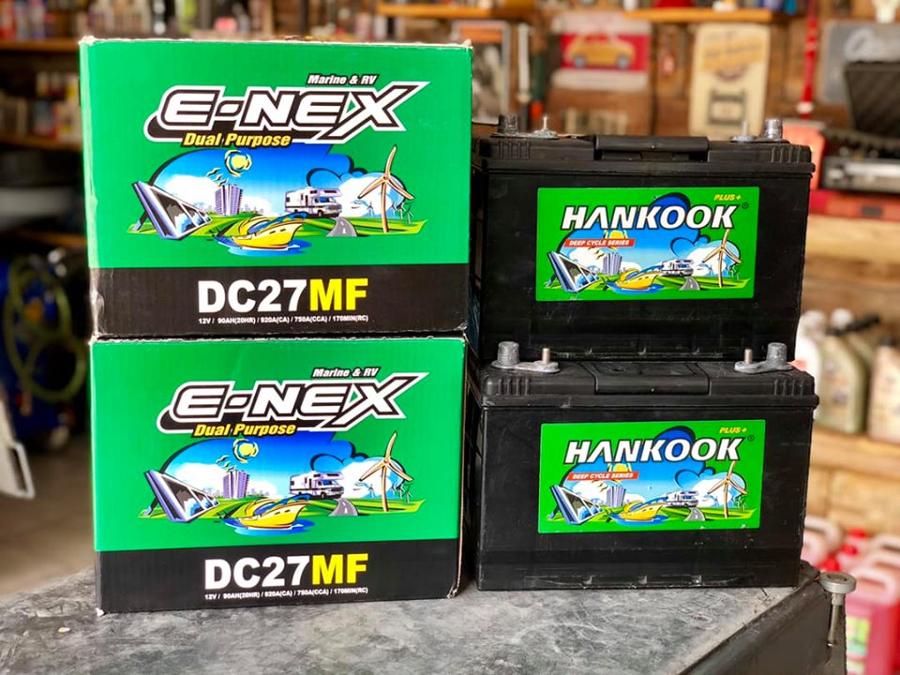 Marine & RV
E-NEX
Dual Purpose
DC27MF
12V / 90AH(20HR) / 920A(CA) / 750A(CCA) / 170MIN(RC)
Marine & RV
E-NEX
Dual Purpose
DC27MF
12V / 90AH(20HR) / 920A(CA) / 750A(CCA) / 170MIN(RC)
PLUS+
HANKOOK®
DEEP CYCLE SERIES
PLUS+
HANKOOK®
DEEP CYCLE SERIES